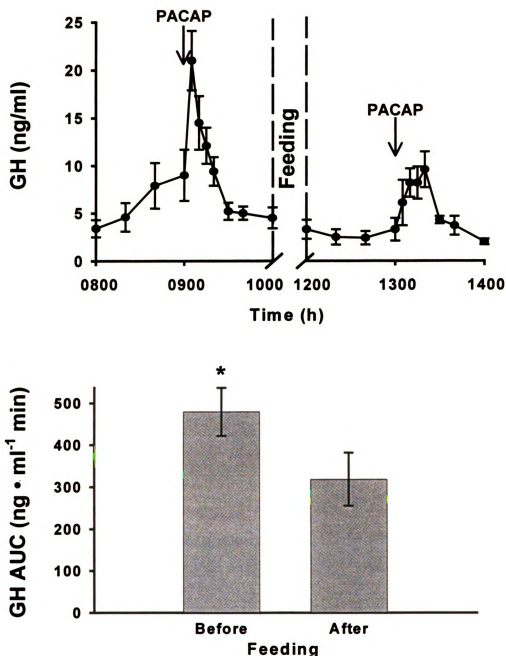 PACAP
25
20
15
10
5
0
GH (ng/ml)
Feeding
PACAP
0800 0900 1000 1200 1300 1400
Time (h)
*
500
400
300
200
100
0
GH AUC (ng • ml⁻¹ min)
Before After
Feeding